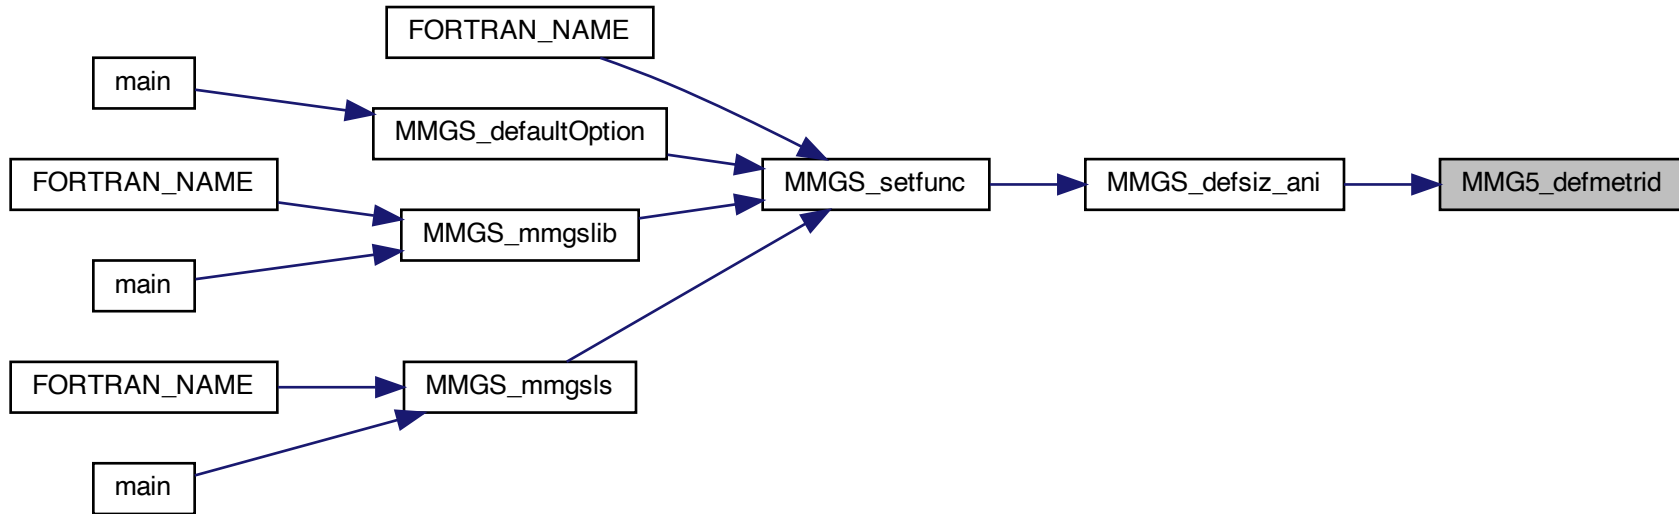 FORTRAN_NAME
main
MMGS_defaultOption
FORTRAN_NAME
MMGS_setfunc
MMGS_defsiz_ani
MMG5_defmetrid
MMGS_mmgslib
main
FORTRAN_NAME
MMGS_mmgsls
main